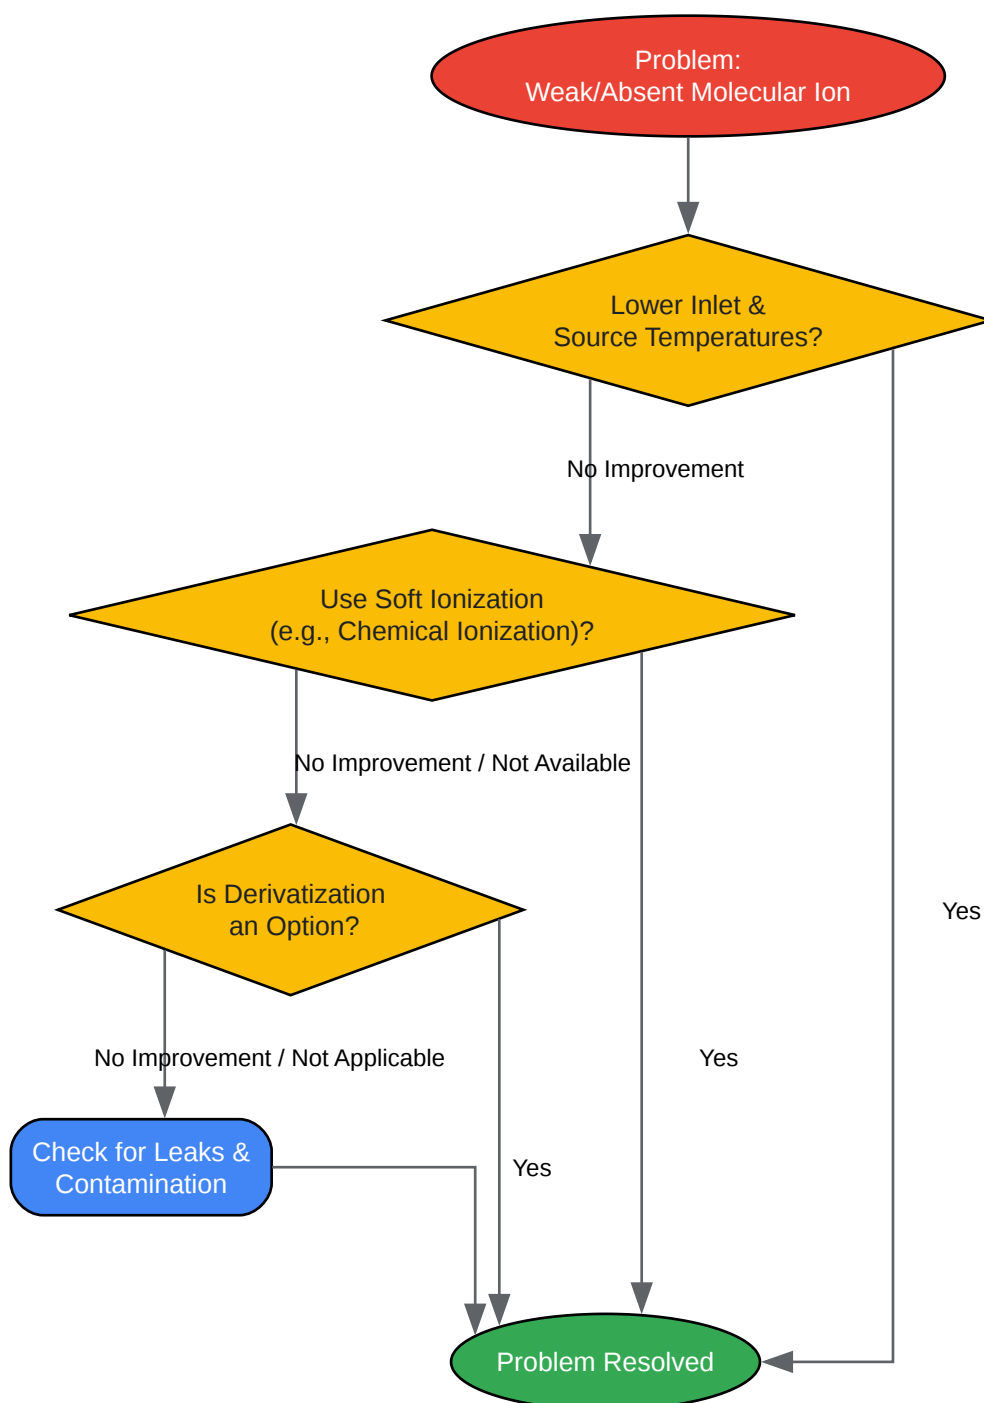 Problem:
Weak/Absent Molecular Ion
Lower Inlet &
Source Temperatures?
No Improvement
Use Soft Ionization
(e.g., Chemical Ionization)?
No Improvement / Not Available
Is Derivatization
an Option?
Yes
No Improvement / Not Applicable
Yes
Check for Leaks &
Contamination
Yes
Problem Resolved